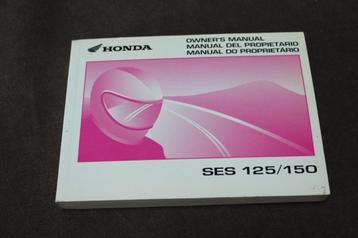 HONDA
OWNER'S MANUAL
MANUAL DEL PROPIETARIO
MANUAL DO PROPRIETÁRIO
SES 125/150